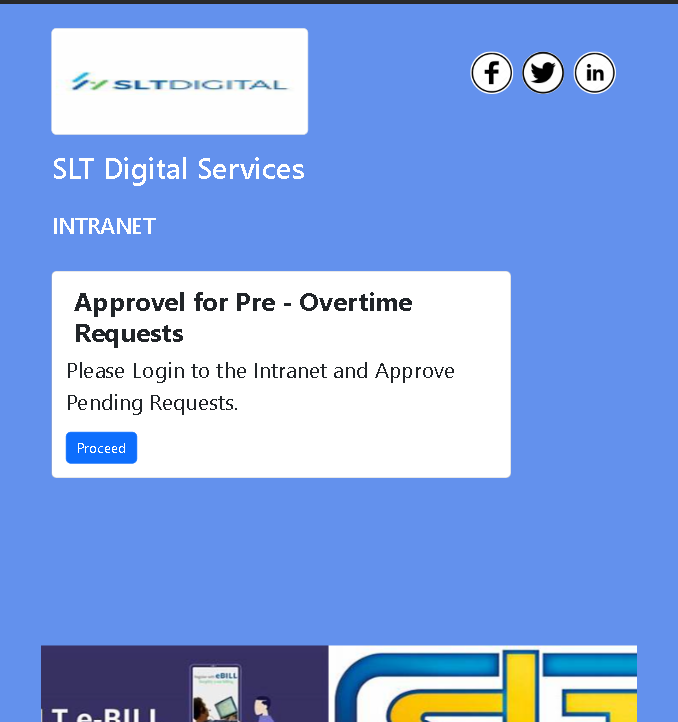 SLTDIGITAL
SLT Digital Services
INTRANET
Approvel for Pre - Overtime
Requests
Please Login to the Intranet and Approve
Pending Requests.
Proceed
eBILL
LT e-BILL